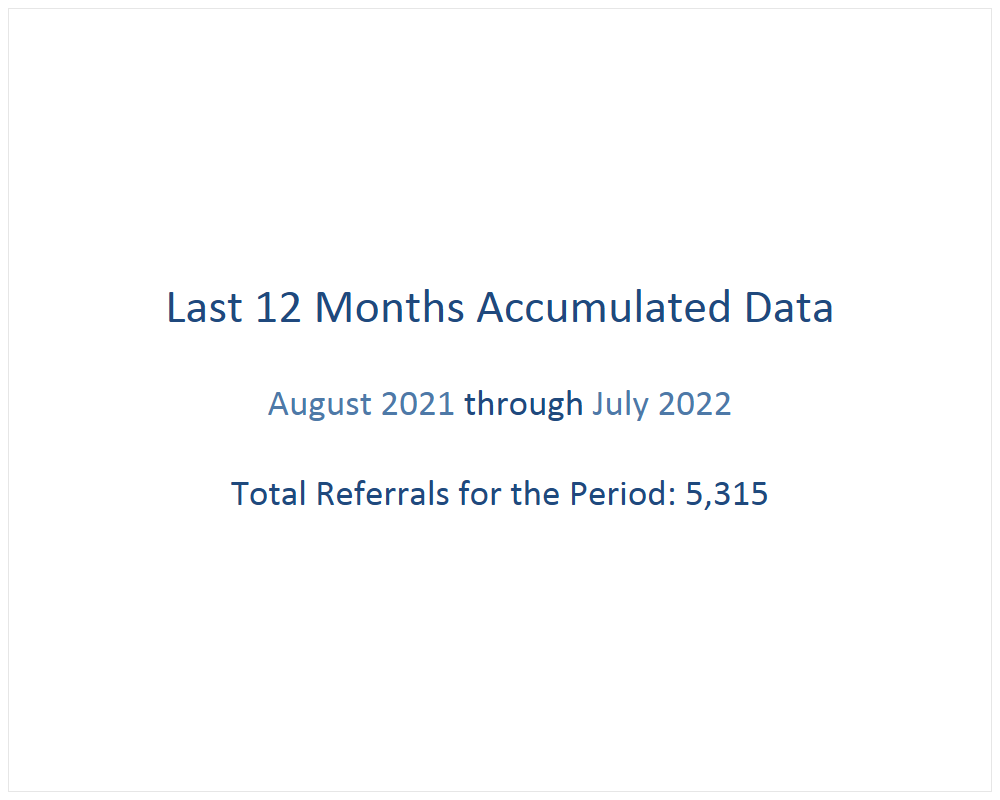 Last 12 Months Accumulated Data
August 2021 through July 2022
Total Referrals for the Period: 5,315